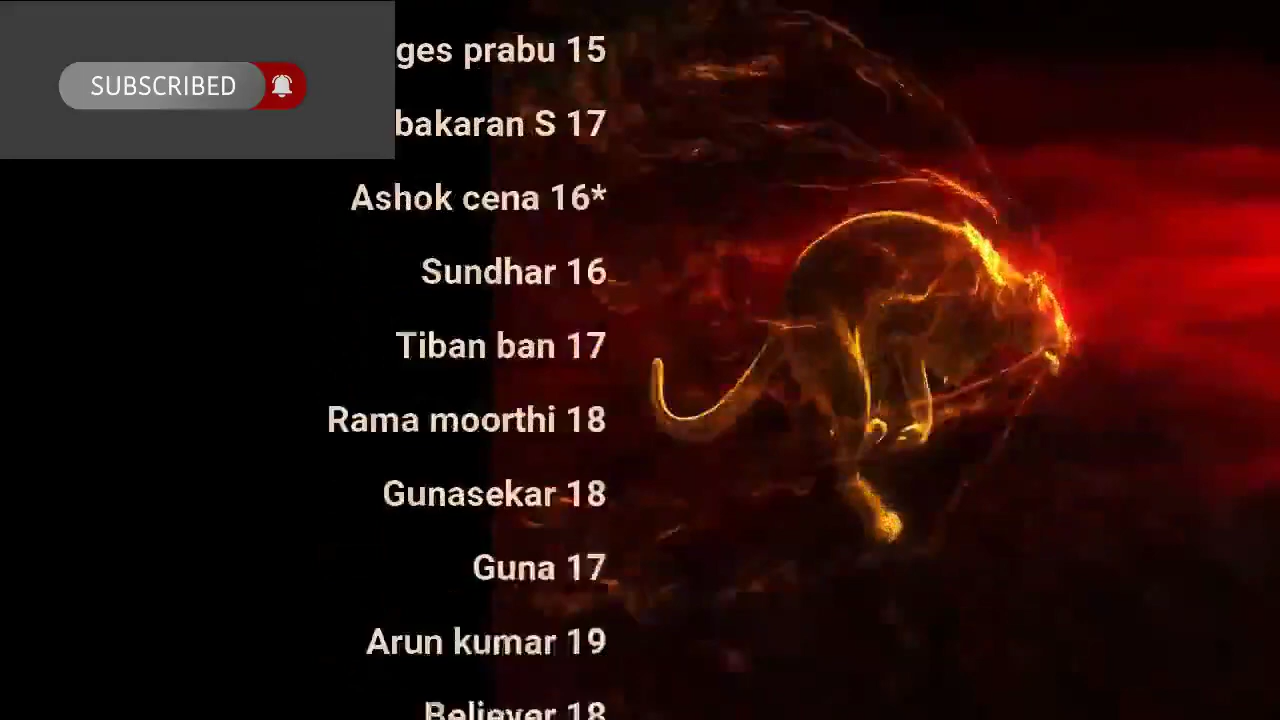 SUBSCRIBED
ges prabu 15
bakaran S 17
Ashok cena 16*
Sundhar 16
Tiban ban 17
Rama moorthi 18
Gunasekar 18
Guna 17
Arun kumar 19
Believer 18